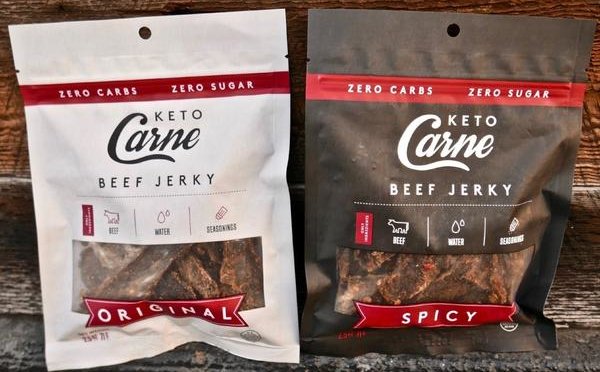 ZERO CARBS ZERO SUGAR
KETO
Carne
BEEF JERKY
BEEF WATER SEASONINGS
ORIGINAL
ZERO CARBS ZERO SUGAR
KETO
Carne
BEEF JERKY
BEEF WATER SEASONINGS
SPICY